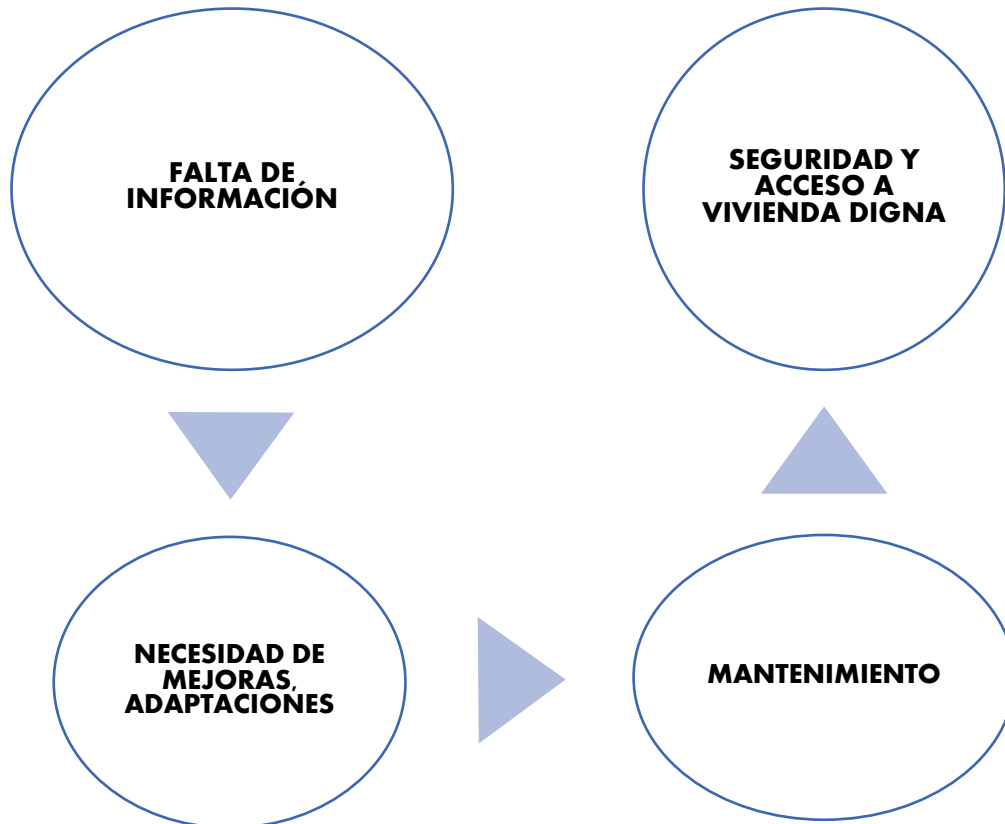 FALTA DE
INFORMACIÓN
NECESIDAD DE
MEJORAS,
ADAPTACIONES
MANTENIMIENTO
SEGURIDAD Y
ACCESO A
VIVIENDA DIGNA